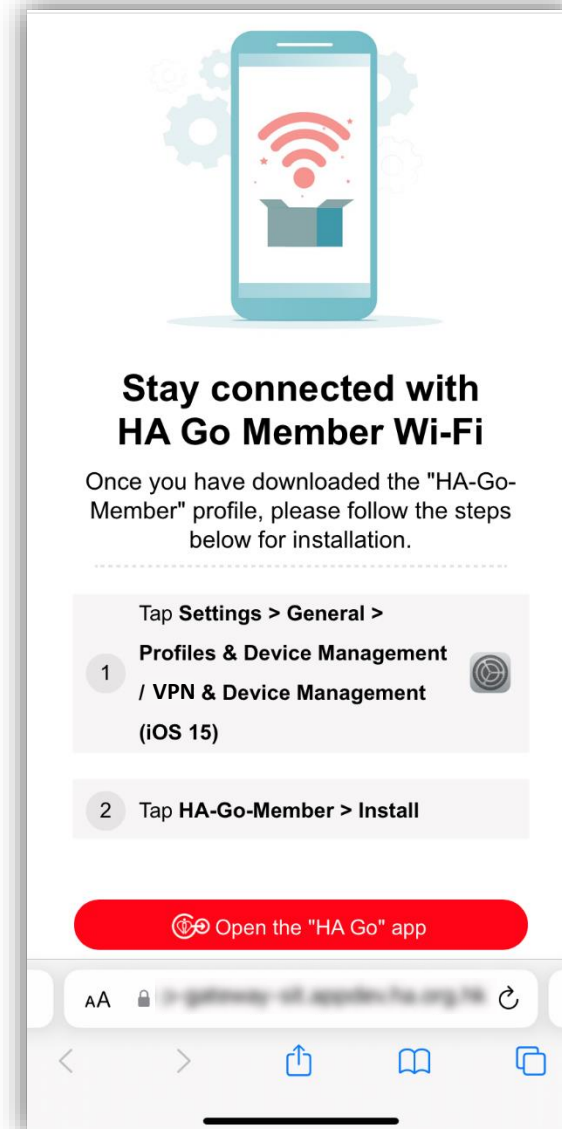 Stay connected with
HA Go Member Wi-Fi
Once you have downloaded the "HA-Go-
Member" profile, please follow the steps
below for installation.
1
Tap Settings > General >
Profiles & Device Management
/ VPN & Device Management
(iOS 15)
2 Tap HA-Go-Member > Install
Open the "HA Go" app
AA